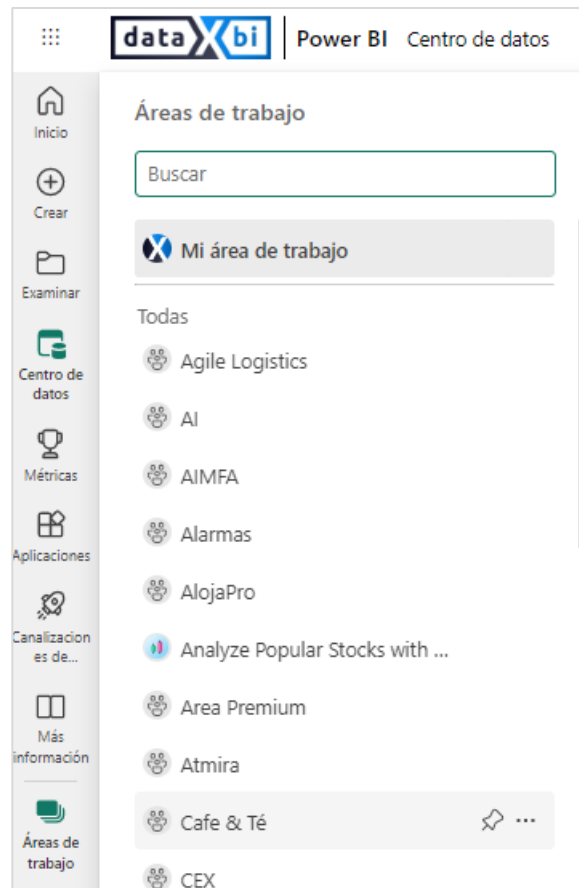 data X bi Power BI Centro de datos
Inicio
Crear
Examinar
Centro de
datos
Métricas
Aplicaciones
Canalizacion
es de...
Más
información
Áreas de
trabajo
Áreas de trabajo
Buscar
X Mi área de trabajo
Todas
Agile Logistics
AI
AIMFA
Alarmas
AlojaPro
Analyze Popular Stocks with ...
Area Premium
Atmira
Cafe & Té
CEX